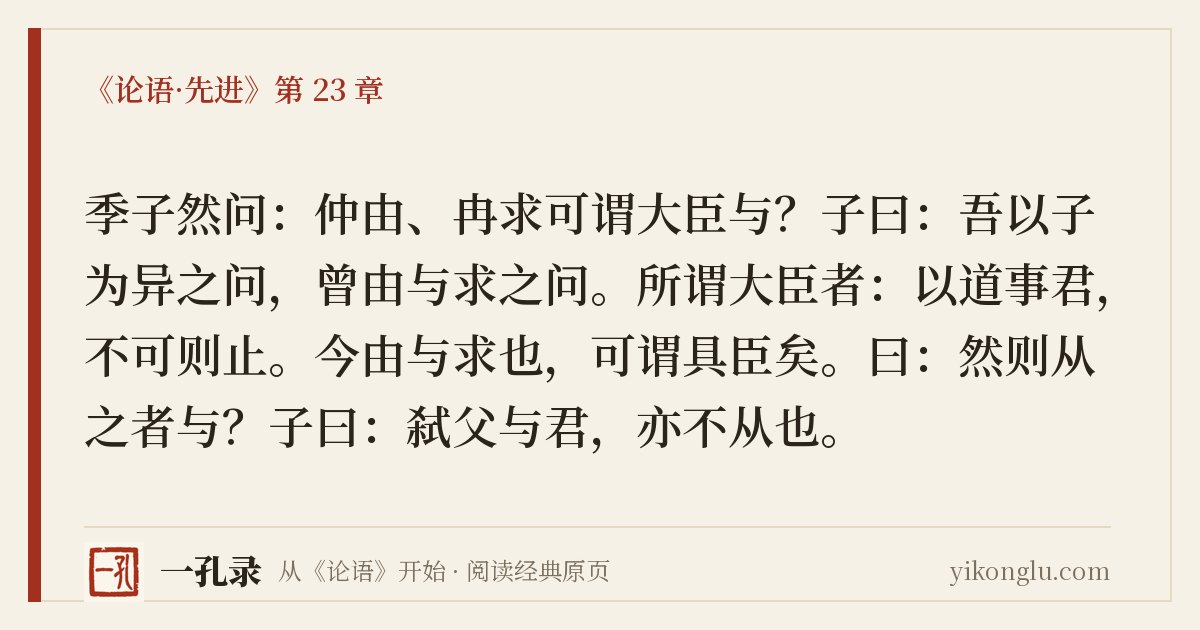 《论语·先进》第 23 章
季子然问：仲由、冉求可谓大臣与？子曰：吾以子
为异之问，曾由与求之问。所谓大臣者：以道事君，
不可则止。今由与求也，可谓具臣矣。曰：然则从
之者与？子曰：弑父与君，亦不从也。
一孔
一孔录 从《论语》开始 · 阅读经典原页
yikonglu.com